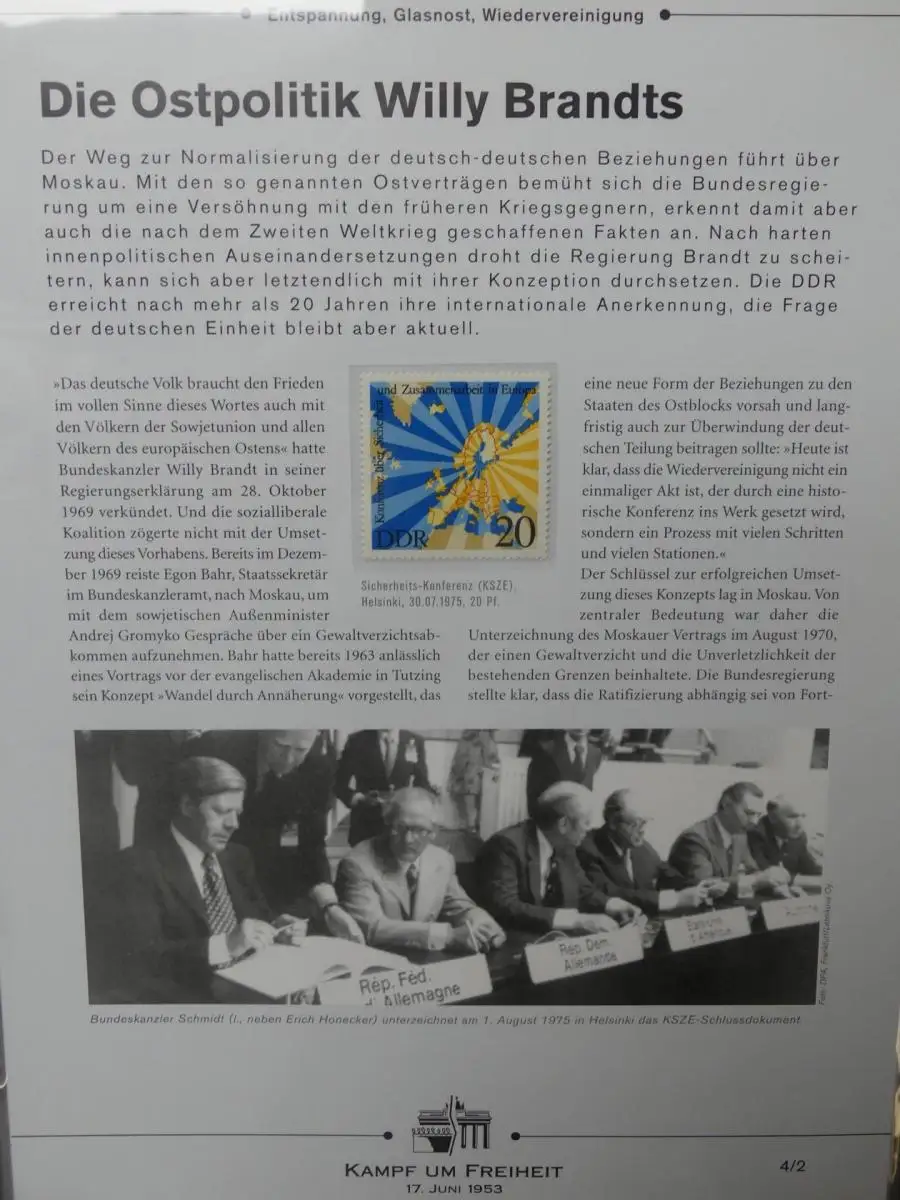 Entspannung, Glasnost, Wiedervereinigung
Die Ostpolitik Willy Brandts
Der Weg zur Normalisierung der deutsch-deutschen Beziehungen führt über
Moskau. Mit den so genannten Ostverträgen bemüht sich die Bundesregie-
rung um eine Versöhnung mit den früheren Kriegsgegnern, erkennt damit aber
auch die nach dem Zweiten Weltkrieg geschaffenen Fakten an. Nach harten
innenpolitischen Auseinandersetzungen droht die Regierung Brandt zu schei-
tern, kann sich aber letztendlich mit ihrer Konzeption durchsetzen. Die DDR
erreicht nach mehr als 20 Jahren ihre internationale Anerkennung, die Frage
der deutschen Einheit bleibt aber aktuell.
»Das deutsche Volk braucht den Frieden
im vollen Sinne dieses Wortes auch mit
den Völkern der Sowjetunion und allen
Völkern des europäischen Ostens« hatte
Bundeskanzler Willy Brandt in seiner
Regierungserklärung am 28. Oktober
1969 verkündet. Und die sozialliberale
Koalition zögerte nicht mit der Umset-
zung dieses Vorhabens. Bereits im Dezem-
ber 1969 reiste Egon Bahr, Staatssekretär
im Bundeskanzleramt, nach Moskau, um
mit dem sowjetischen Außenminister
Andrej Gromyko Gespräche über ein Gewaltverzichtsab-
kommen aufzunehmen. Bahr hatte bereits 1963 anlässlich
eines Vortrags vor der evangelischen Akademie in Tutzing
sein Konzept »Wandel durch Annäherung« vorgestellt, das
Konferenz über Sicherheit
und Zusammenarbeit in Europa
DDR
20
Sicherheits-Konferenz (KSZE),
Helsinki, 30.07.1975, 20 Pf.
eine neue Form der Beziehungen zu den
Staaten des Ostblocks vorsah und lang-
fristig auch zur Überwindung der deut-
schen Teilung beitragen sollte: »Heute ist
klar, dass die Wiedervereinigung nicht ein
einmaliger Akt ist, der durch eine histo-
rische Konferenz ins Werk gesetzt wird,
sondern ein Prozess mit vielen Schritten
und vielen Stationen.«
Der Schlüssel zur erfolgreichen Umset-
zung dieses Konzepts lag in Moskau. Von
zentraler Bedeutung war daher die
Unterzeichnung des Moskauer Vertrags im August 1970,
der einen Gewaltverzicht und die Unverletzlichkeit der
bestehenden Grenzen beinhaltete. Die Bundesregierung
stellte klar, dass die Ratifizierung abhängig sei von Fort-
Rép. Féd.
d'Allemagne
Rép. Dém.
Allemande
d'Amérique
Foto: DPA, Frankfurt/Lehtikuva Oy
Bundeskanzler Schmidt (l., neben Erich Honecker) unterzeichnet am 1. August 1975 in Helsinki das KSZE-Schlussdokument
KAMPF UM FREIHEIT
17. JUNI 1953
4/2